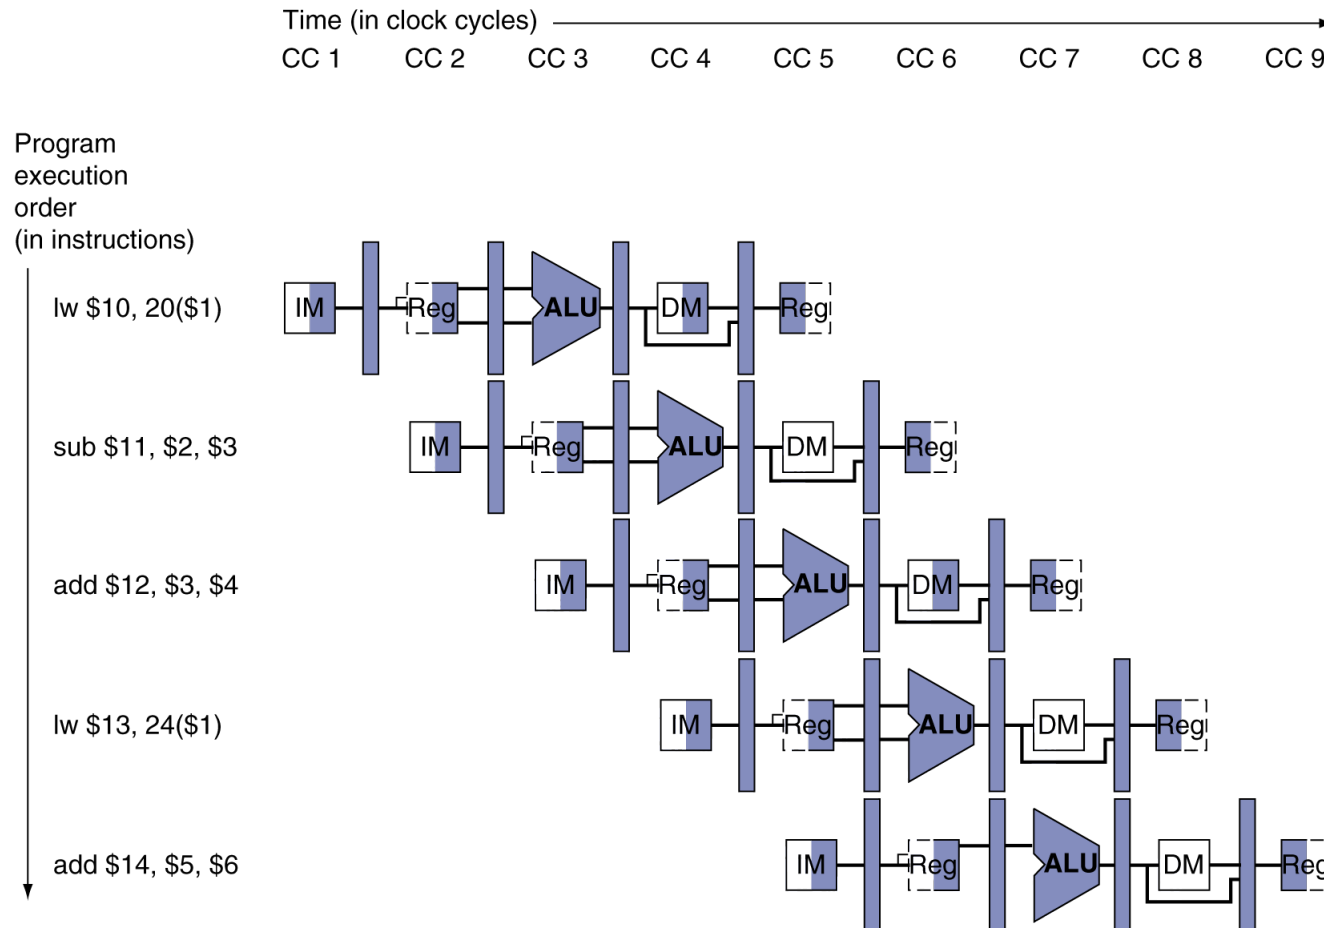 Time (in clock cycles)
CC 1 CC 2 CC 3 CC 4 CC 5 CC 6 CC 7 CC 8 CC 9
Program
execution
order
(in instructions)
lw $10, 20($1) IM Reg ALU DM Reg
sub $11, $2, $3 IM Reg ALU DM Reg
add $12, $3, $4 IM Reg ALU DM Reg
lw $13, 24($1) IM Reg ALU DM Reg
add $14, $5, $6 IM Reg ALU DM Reg